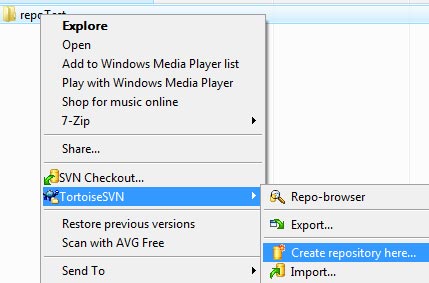 repoTest
Explore
Open
Add to Windows Media Player list
Play with Windows Media Player
Shop for music online
7-Zip
Share...
SVN Checkout...
TortoiseSVN
Repo-browser
Restore previous versions
Export...
Scan with AVG Free
Create repository here...
Send To
Import...